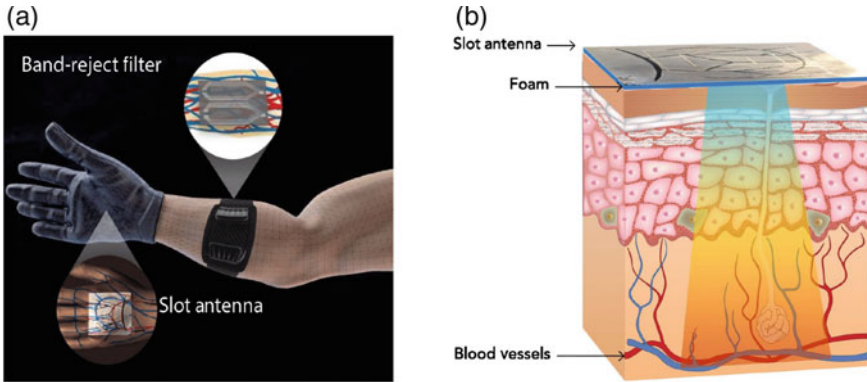 (a)
Band-reject filter
Slot antenna
(b)
Slot antenna
Foam
Blood vessels